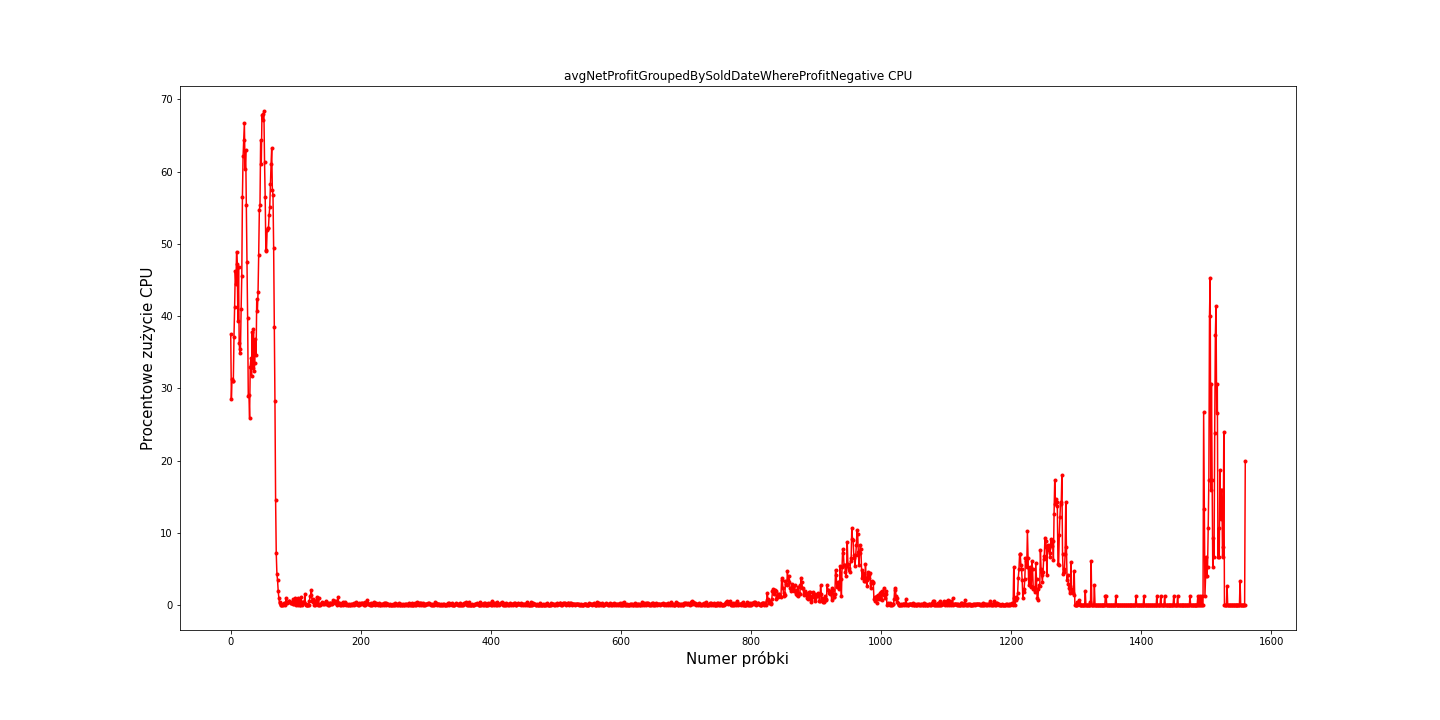 avgNetProfitGroupedBySoldDateWhereProfitNegative CPU
Procentowe zużycie CPU
70
60
50
40
30
20
10
0
0 200 400 600 800 1000 1200 1400 1600
Numer próbki